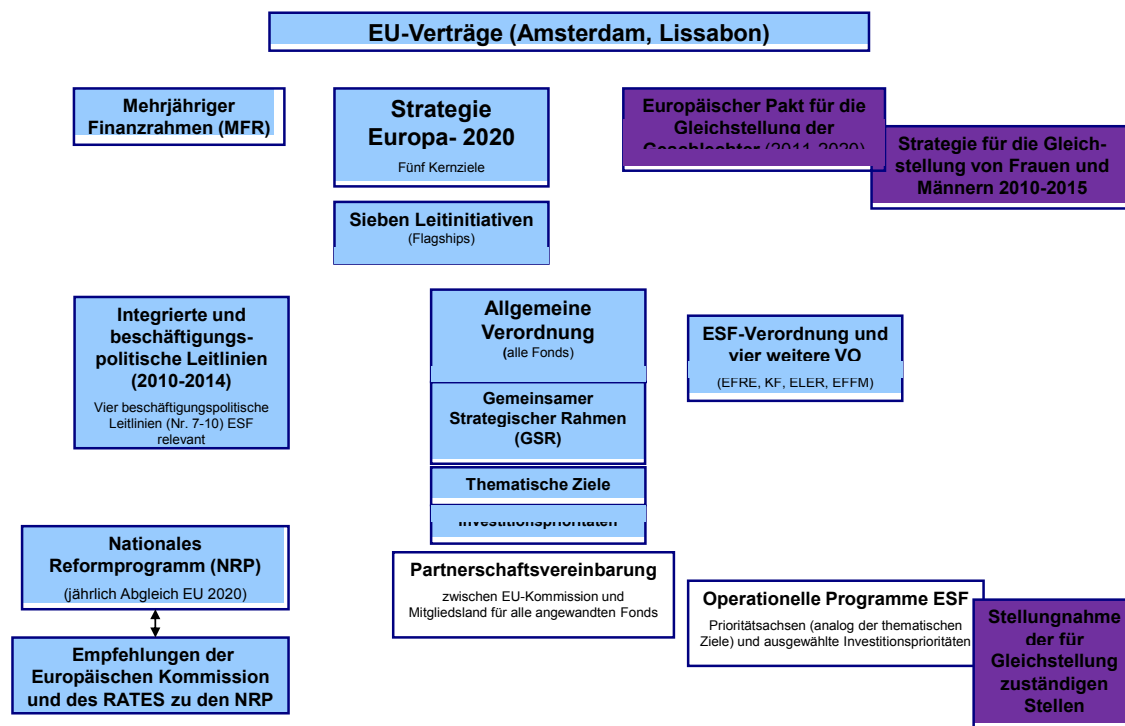 EU-Verträge (Amsterdam, Lissabon)
Mehrjähriger
Finanzrahmen (MFR)
Strategie
Europa- 2020
Fünf Kernziele
Europäischer Pakt für die
Gleichstellung der
Geschlechter (2011-2020)
Strategie für die Gleich-
stellung von Frauen und
Männern 2010-2015
Sieben Leitinitiativen
(Flagships)
Integrierte und
beschäftigungs-
politische Leitlinien
(2010-2014)
Vier beschäftigungspolitische
Leitlinien (Nr. 7-10) ESF
relevant
Allgemeine
Verordnung
(alle Fonds)
ESF-Verordnung und
vier weitere VO
(EFRE, KF, ELER, EFFM)
Gemeinsamer
Strategischer Rahmen
(GSR)
Thematische Ziele
Investitionsprioritäten
Nationales
Reformprogramm (NRP)
(jährlich Abgleich EU 2020)
Partnerschaftsvereinbarung
zwischen EU-Kommission und
Mitgliedsland für alle angewandten Fonds
Operationelle Programme ESF
Prioritätsachsen (analog der thematischen
Ziele) und ausgewählte Investitionsprioritäten
Stellungnahme
der für
Gleichstellung
zuständigen
Stellen
Empfehlungen der
Europäischen Kommission
und des RATES zu den NRP